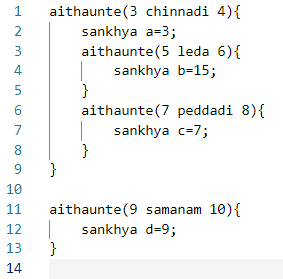 1 aithaunte(3 chinnadi 4){
2     sankhya a=3;
3     aithaunte(5 leda 6){
4         sankhya b=15;
5     }
6     aithaunte(7 peddadi 8){
7         sankhya c=7;
8     }
9 }
10
11 aithaunte(9 samanam 10){
12     sankhya d=9;
13 }
14